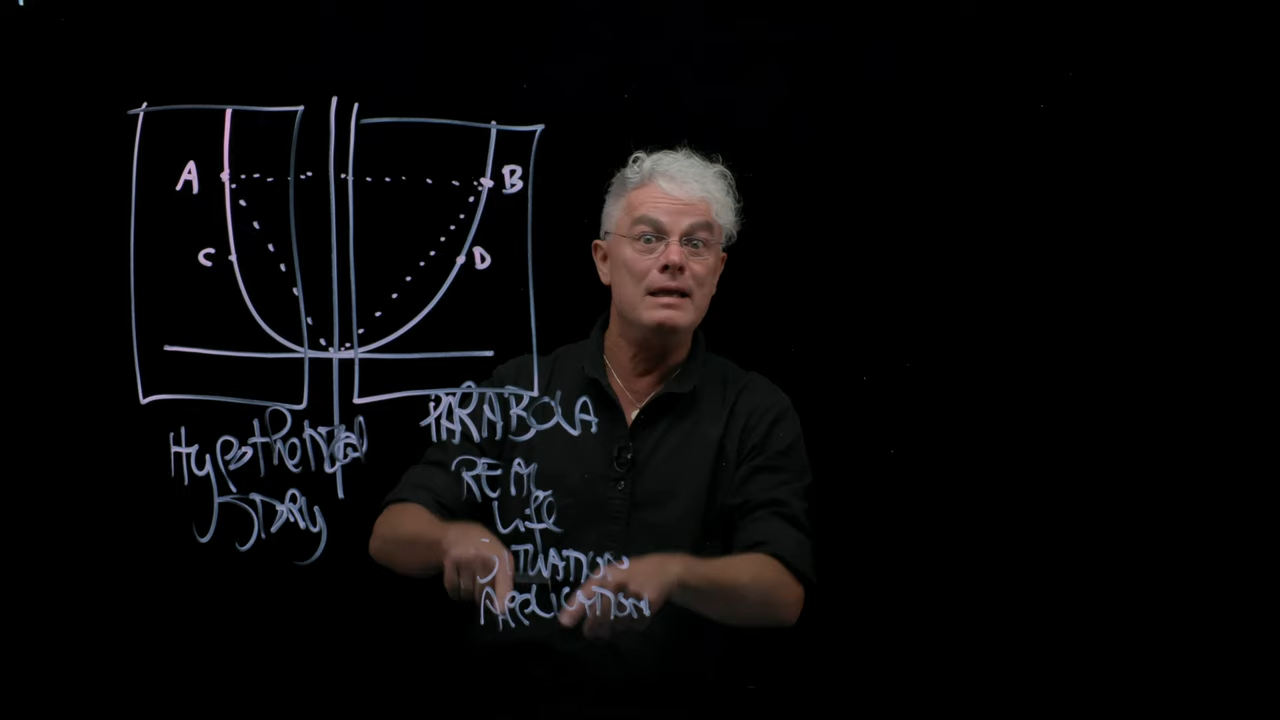 A
B
C
D
Hypothetical
STORY
PARABOLA
REAL
Life
SITUATION
APPLICATION